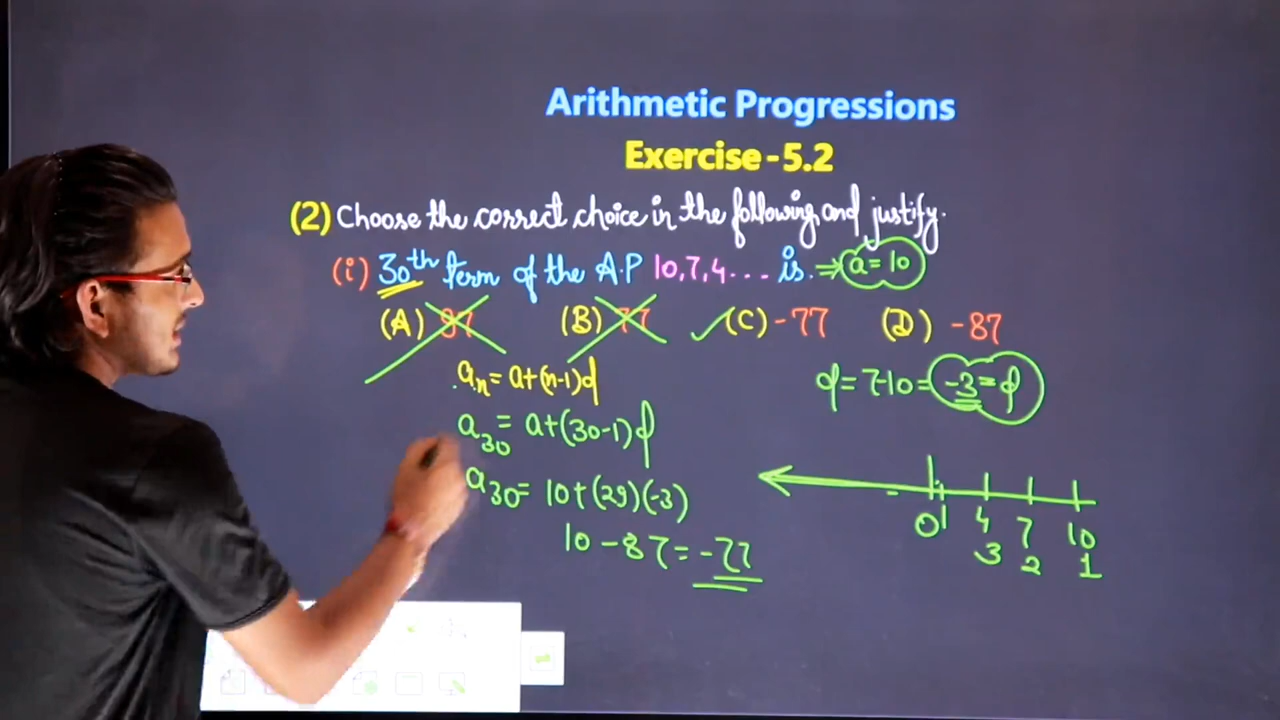 Arithmetic Progressions
Exercise-5.2
(2) Choose the correct choice in the following and justify.
(i) 30th term of the A.P 10,7,4... is. ⇒ a=10
(A) 97 (B) 77 ✓(C) -77 (D) -87
an = a+(n-1)d
d = 7-10 = -3 = d
a30 = a+(30-1)d
a30 = 10+(29)(-3)
10 -87 = -77
0 1 4 7 10
3 2 1